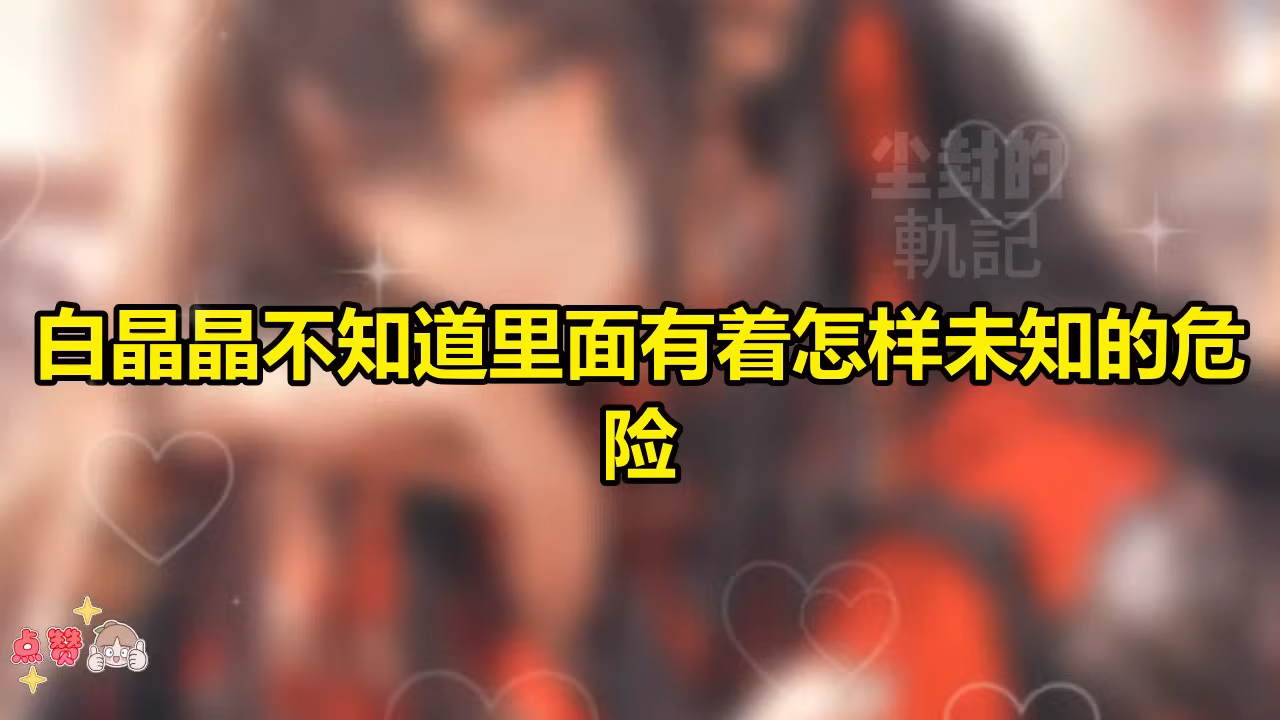 尘封的
軌記
白晶晶不知道里面有着怎样未知的危
险
点赞